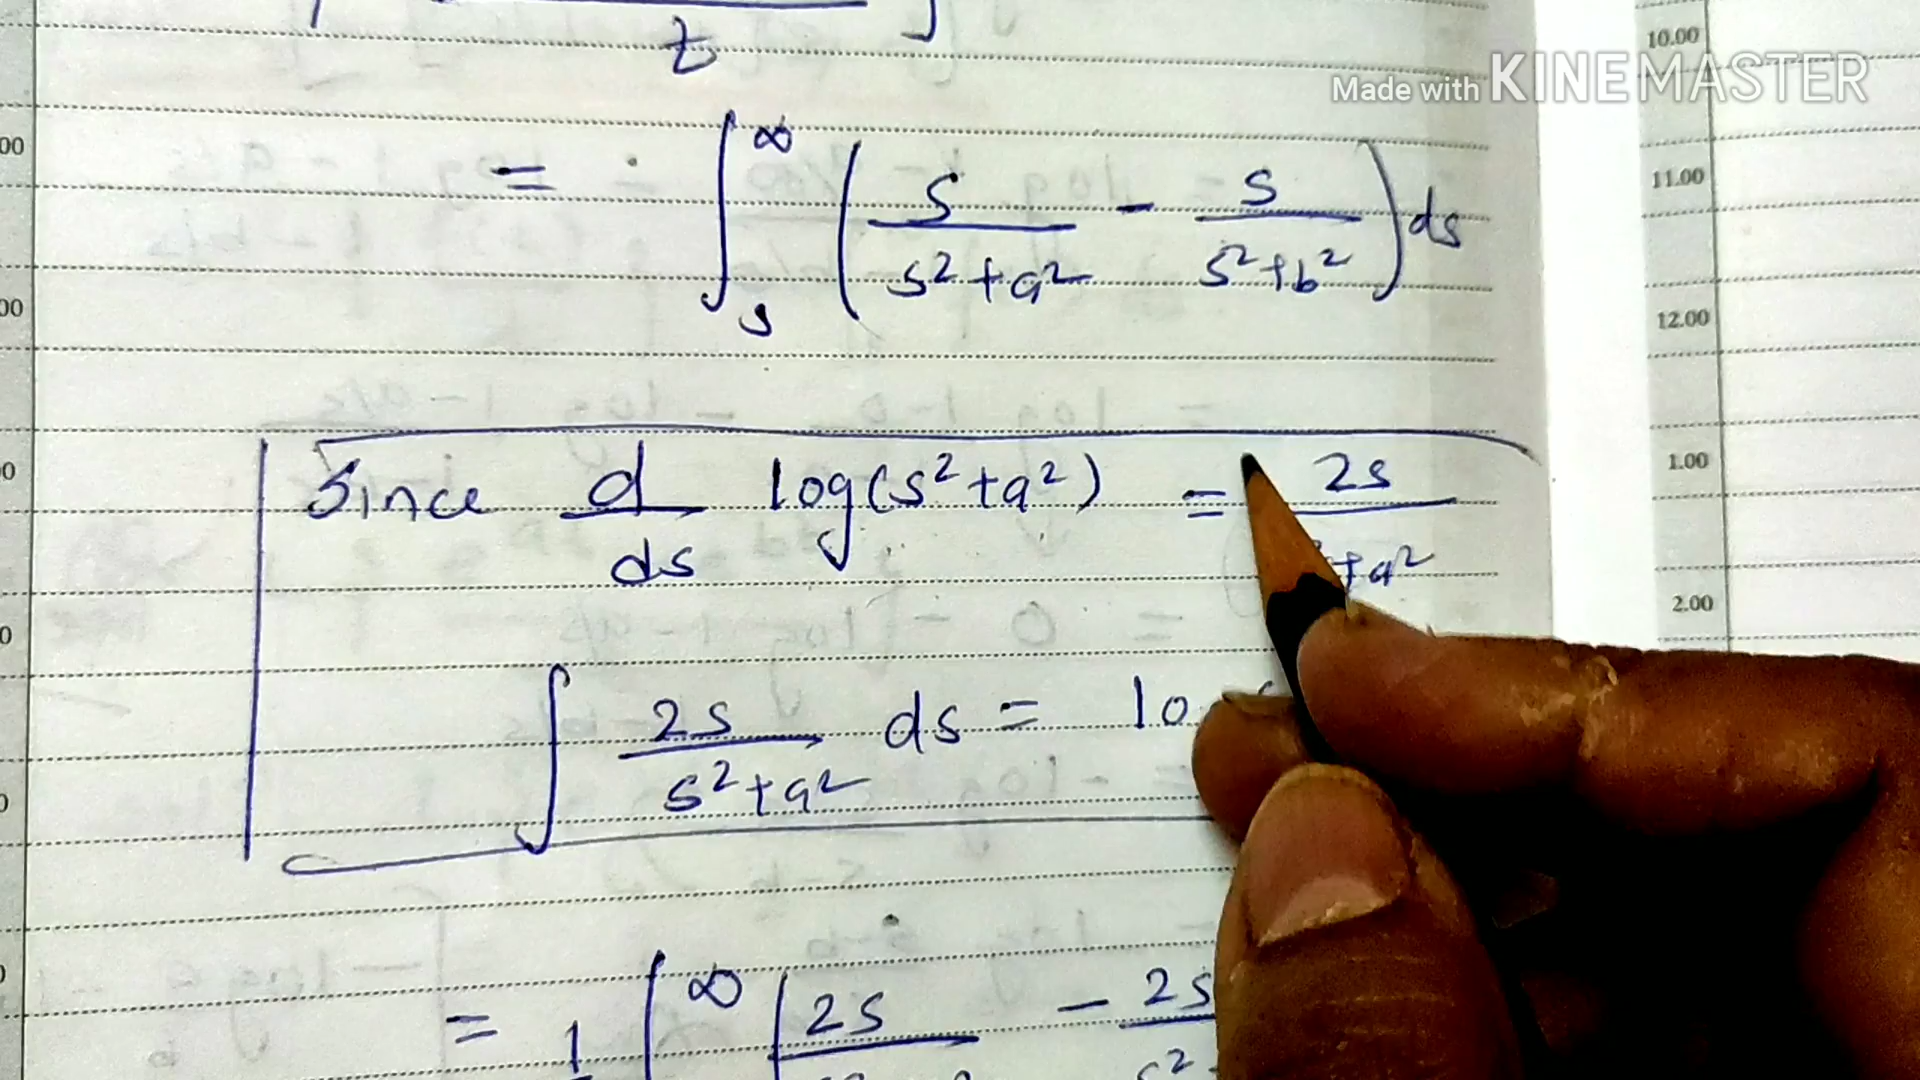 t
Made with KINEMASTER
10.00
= ∫_s^∞ ( s/(s²+a²) - s/(s²+b²) ) ds
11.00
12.00
Since d/ds log(s²+a²) = 2s/ +a²
1.00
2.00
∫ 2s/(s²+a²) ds = lo
= 1 ∫^∞ 2s - 2s/s²